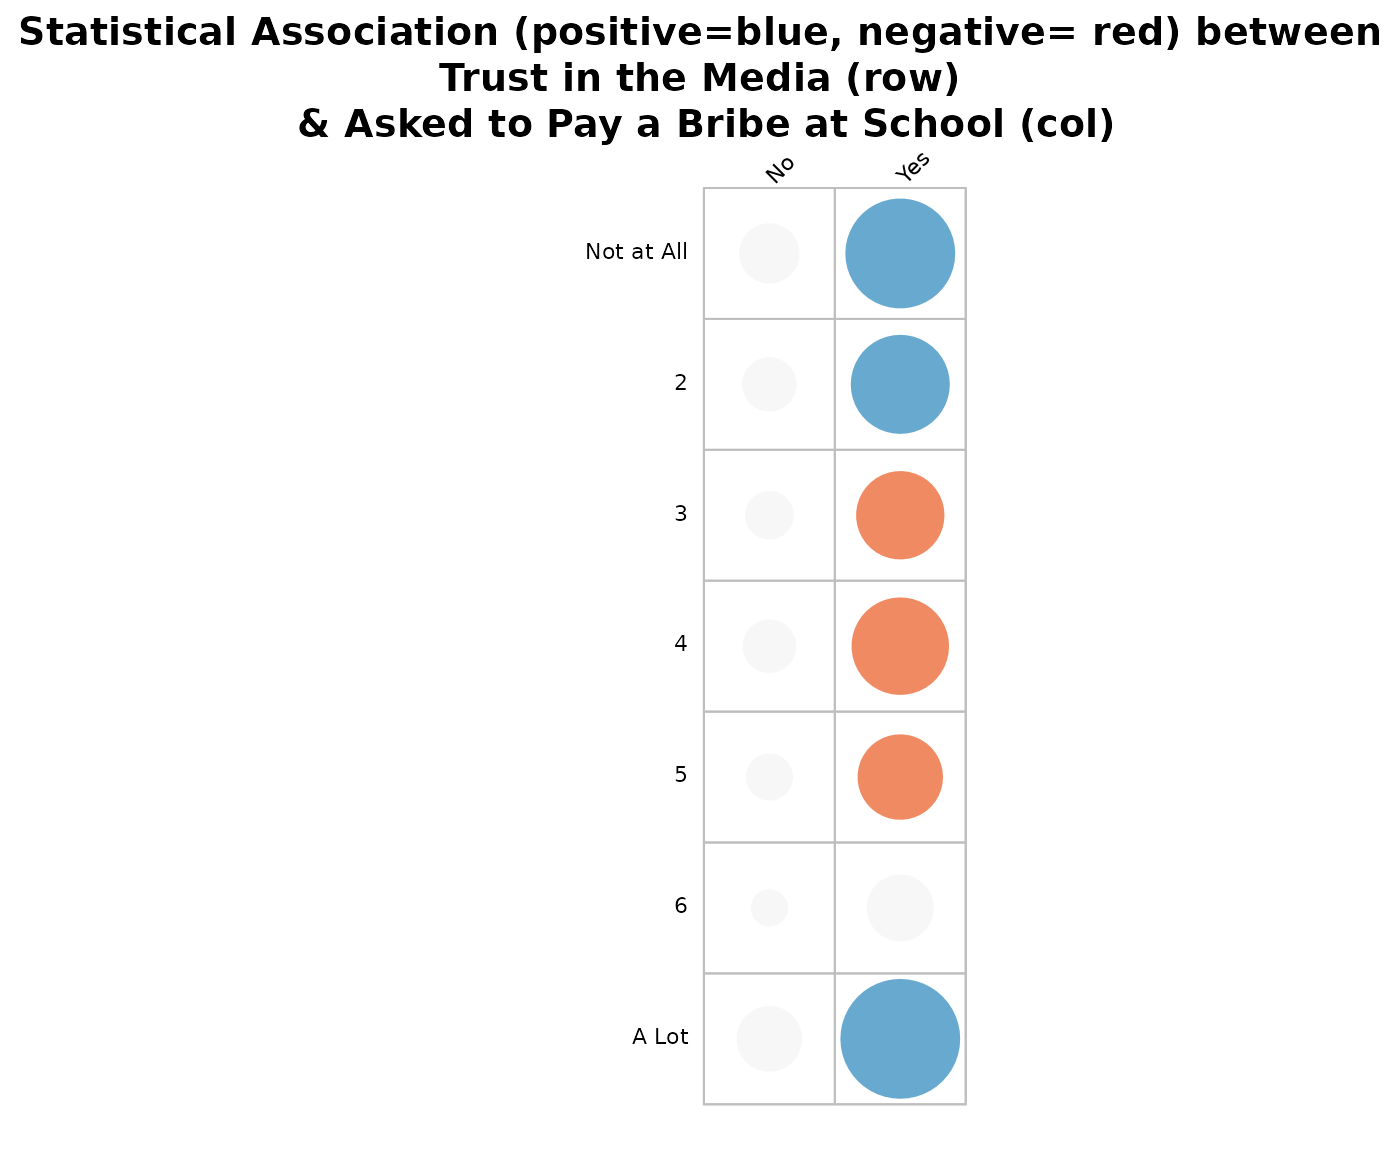 Statistical Association (positive=blue, negative= red) between
Trust in the Media (row)
& Asked to Pay a Bribe at School (col)
No Yes
Not at All
2
3
4
5
6
A Lot